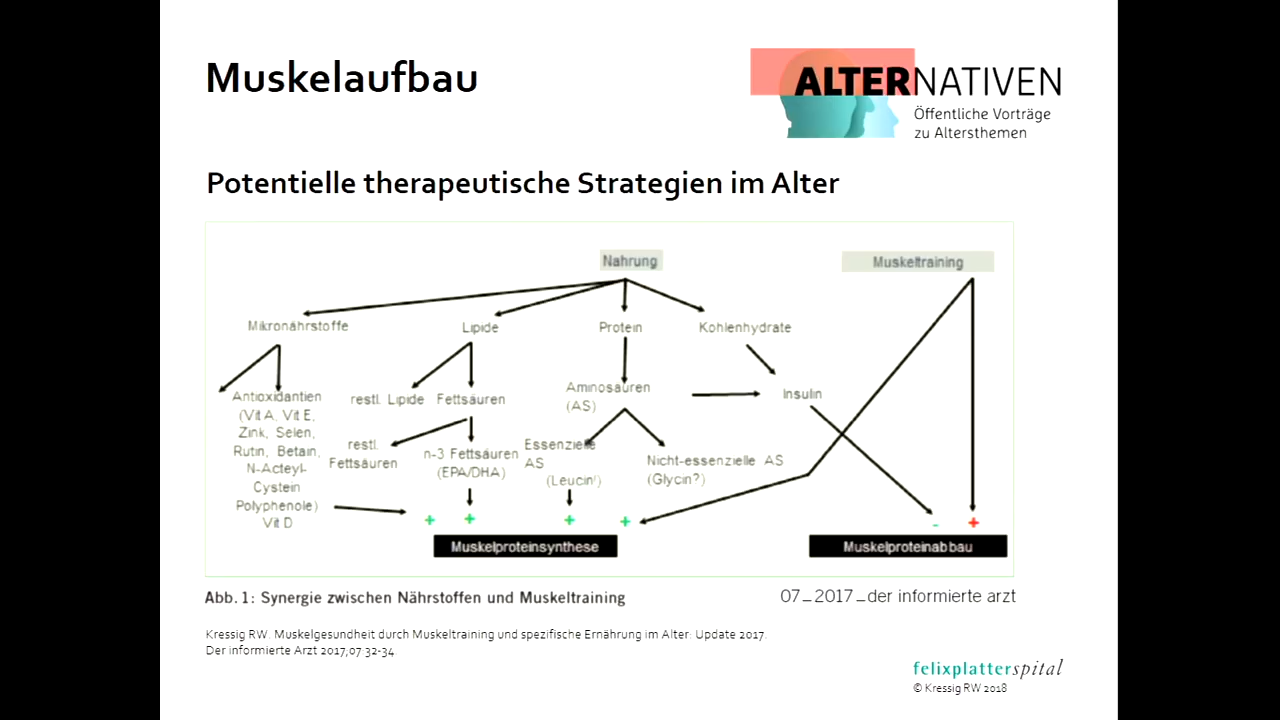 Muskelaufbau
ALTERNATIVEN
Öffentliche Vorträge
zu Altersthemen
Potentielle therapeutische Strategien im Alter
Nahrung
Muskeltraining
Mikronährstoffe
Lipide
Protein
Kohlenhydrate
Antioxidantien
(Vit A, Vit E,
Zink, Selen,
Rutin, Betain,
N-Acteyl-
Cystein
Polyphenole)
Vit D
restl. Lipide
Fettsäuren
Aminosäuren
(AS)
Insulin
restl.
Fettsäuren
n-3 Fettsäuren
(EPA/DHA)
Essenzielle
AS
(Leucin!)
Nicht-essenzielle AS
(Glycin?)
+ + + +
- +
Muskelproteinsynthese
Muskelproteinabbau
Abb. 1: Synergie zwischen Nährstoffen und Muskeltraining
07_2017_der informierte arzt
Kressig RW. Muskelgesundheit durch Muskeltraining und spezifische Ernährung im Alter: Update 2017.
Der informierte Arzt 2017;07:32-34
felixplatterspital
© Kressig RW 2018